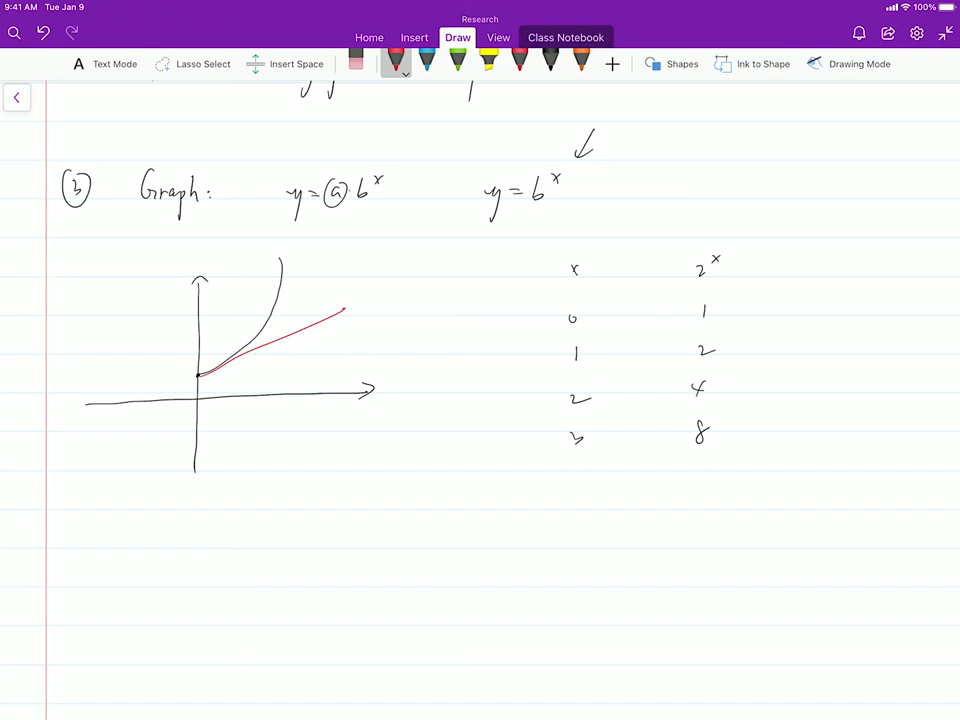 9:41 AM Tue Jan 9
100%
Research
Home Insert Draw View Class Notebook
Text Mode Lasso Select Insert Space Shapes Ink to Shape Drawing Mode
③ Graph: y = ⓐ · b^x y = b^x
x 2^x
0 1
1 2
2 4
3 8